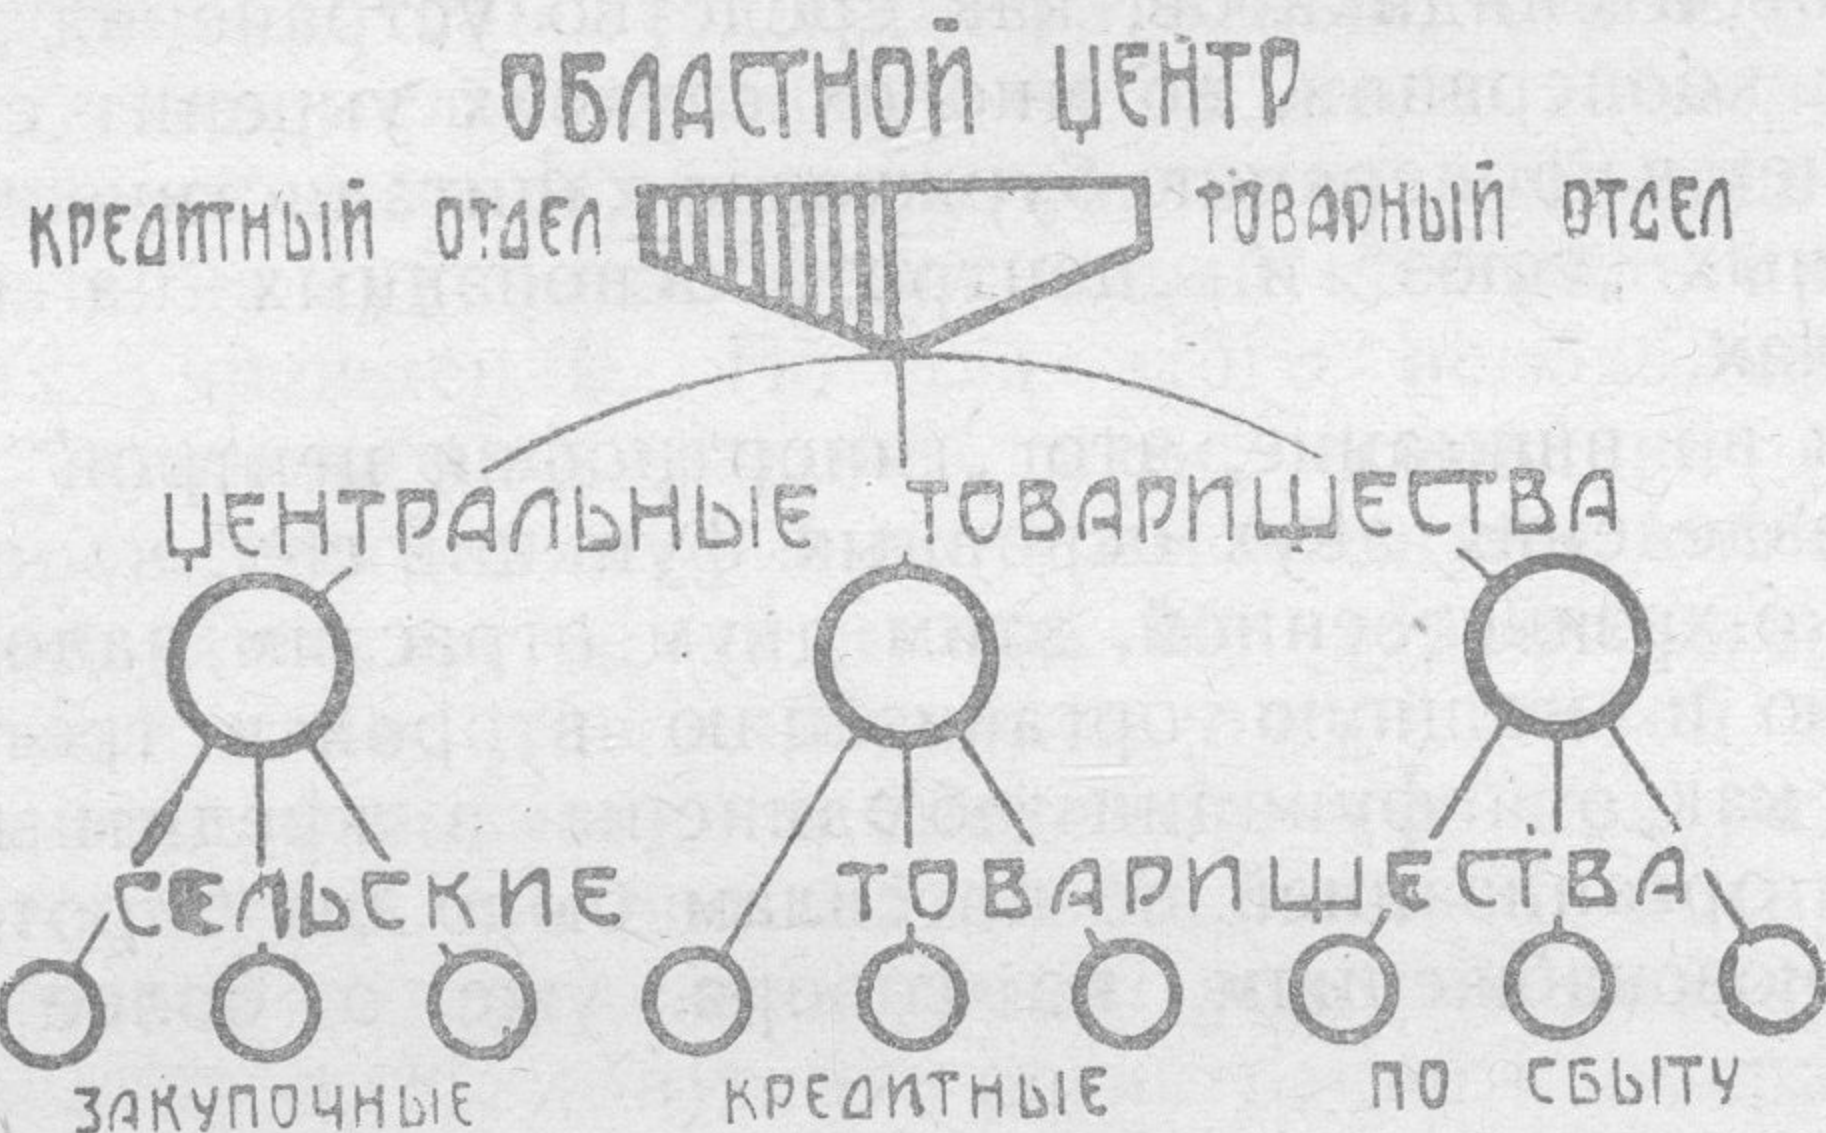 ОБЛАСТНОЙ ЦЕНТР
КРЕДИТНЫЙ ОТДЕЛ ТОВАРНЫЙ ОТДЕЛ
ЦЕНТРАЛЬНЫЕ ТОВАРИЩЕСТВА
СЕЛЬСКИЕ ТОВАРИЩЕСТВА
ЗАКУПОЧНЫЕ КРЕДИТНЫЕ ПО СБЫТУ